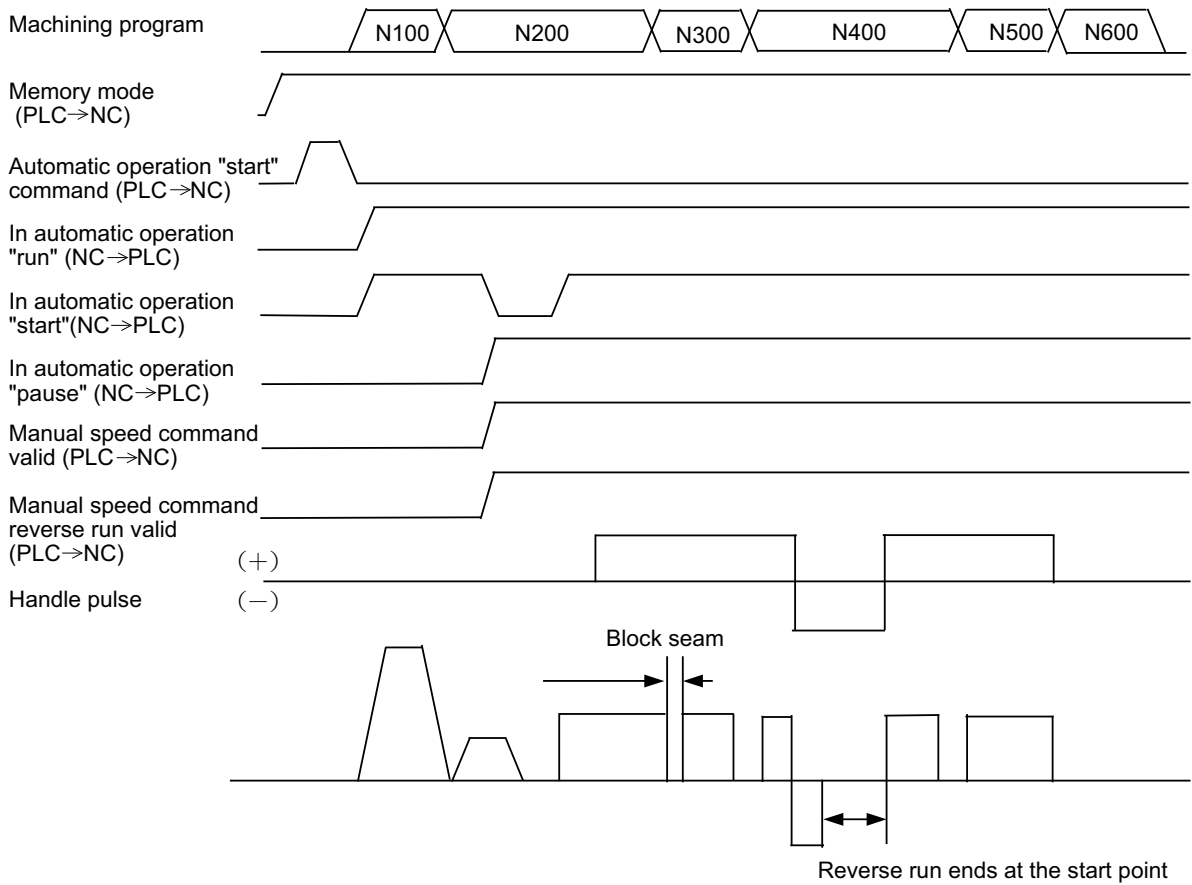 Machining program
N100 N200 N300 N400 N500 N600
Memory mode
(PLC→NC)
Automatic operation "start"
command (PLC→NC)
In automatic operation
"run" (NC→PLC)
In automatic operation
"start"(NC→PLC)
In automatic operation
"pause" (NC→PLC)
Manual speed command
valid (PLC→NC)
Manual speed command
reverse run valid
(PLC→NC)
(+)
Handle pulse (−)
Block seam
Reverse run ends at the start point